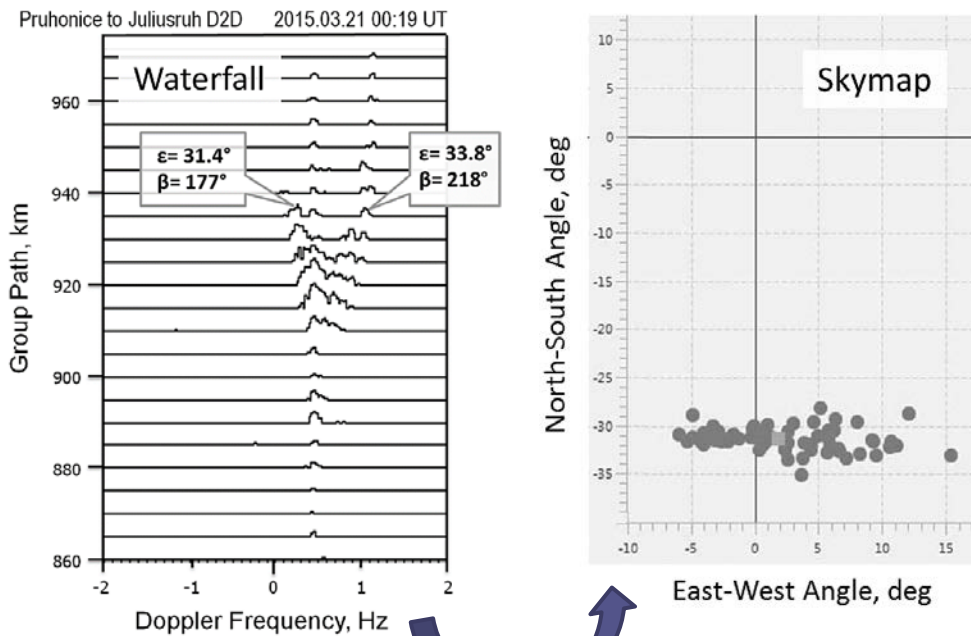 Pruhonice to Juliusruh D2D 2015.03.21 00:19 UT
Waterfall
ε= 31.4°
β= 177°
ε= 33.8°
β= 218°
Group Path, km
960
940
920
900
880
860
-2 -1 0 1 2
Doppler Frequency, Hz
Skymap
North-South Angle, deg
10
5
0
-5
-10
-15
-20
-25
-30
-35
-10 -5 0 5 10 15
East-West Angle, deg